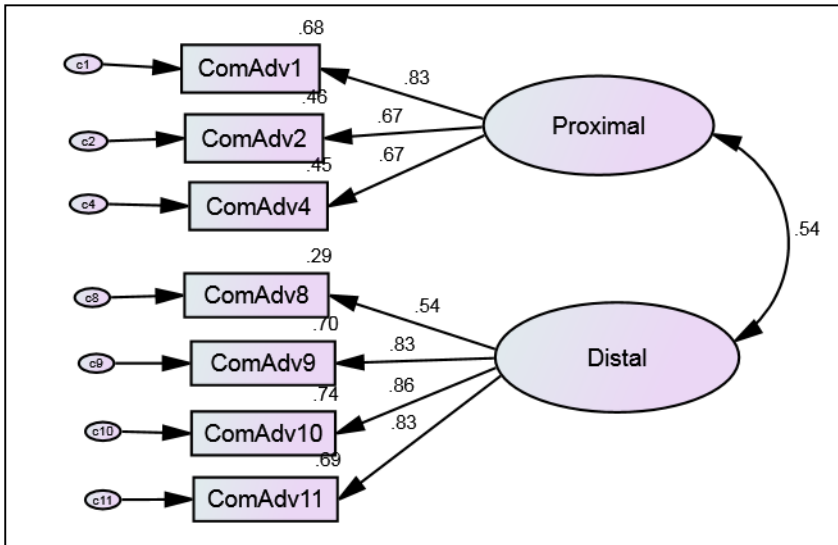 .68
c1
ComAdv1
.83
Proximal
.46
c2
ComAdv2
.67
.45
c4
ComAdv4
.67
.54
.29
c8
ComAdv8
.54
.70
c9
ComAdv9
.83
Distal
.74
c10
ComAdv10
.86
.69
c11
ComAdv11
.83